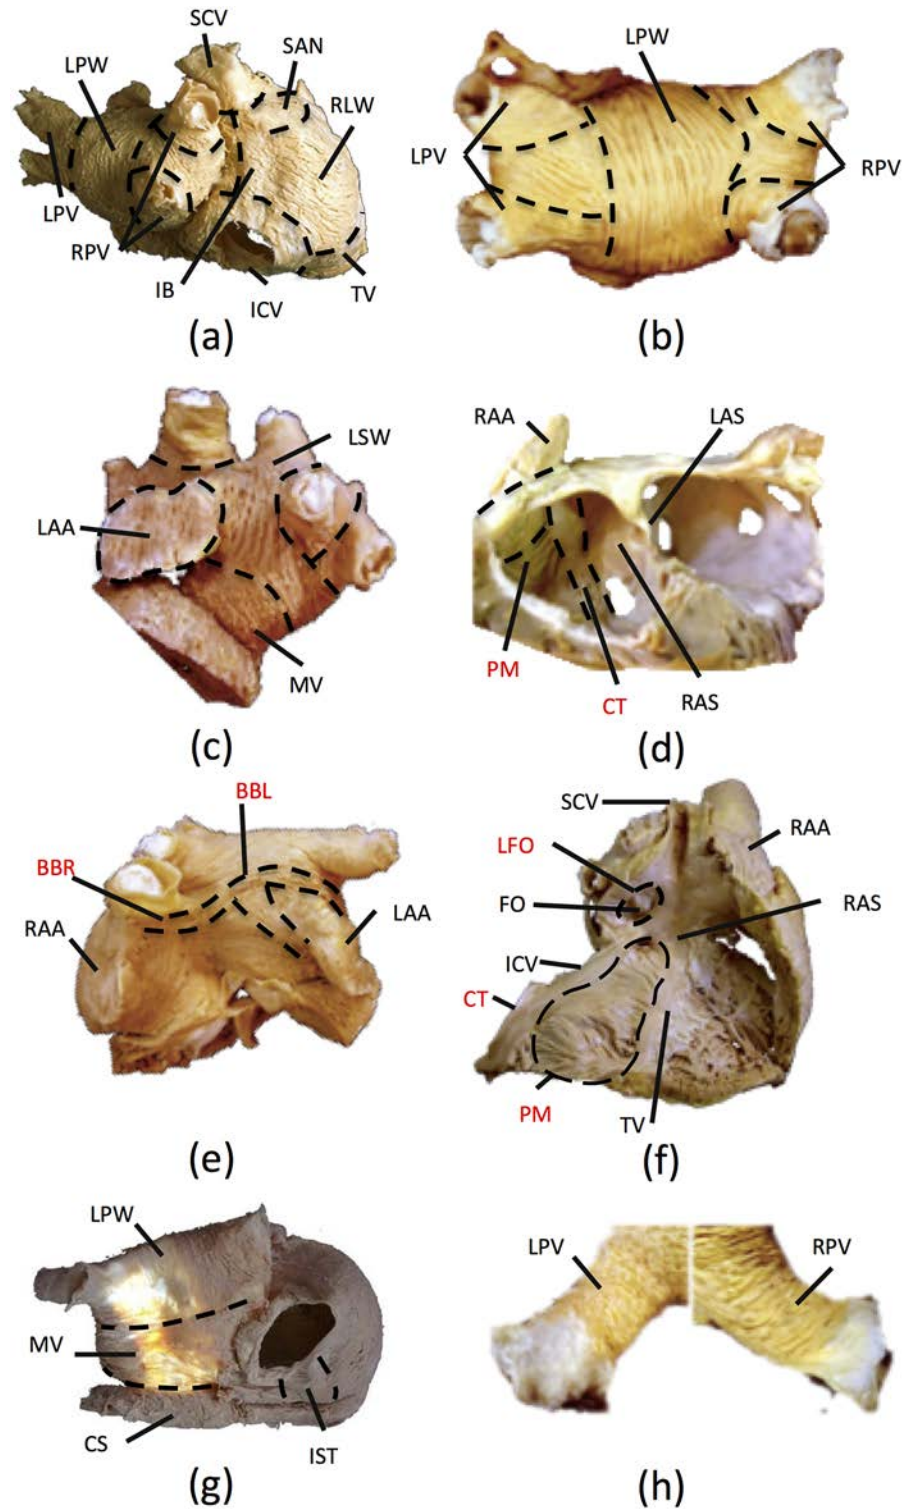 SCV
SAN
LPW
RLW
LPV
RPV
IB
ICV
TV
(a)
LPW
LPV
RPV
(b)
LSW
LAA
MV
(c)
RAA
LAS
PM
CT
RAS
(d)
BBL
BBR
RAA
LAA
(e)
SCV
RAA
LFO
FO
RAS
ICV
CT
PM
TV
(f)
LPW
MV
CS
IST
(g)
LPV
RPV
(h)